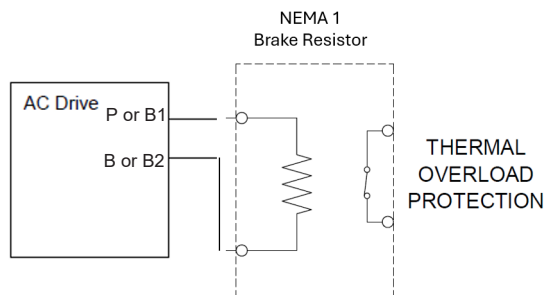 NEMA 1
Brake Resistor
AC Drive
P or B1
B or B2
THERMAL
OVERLOAD
PROTECTION